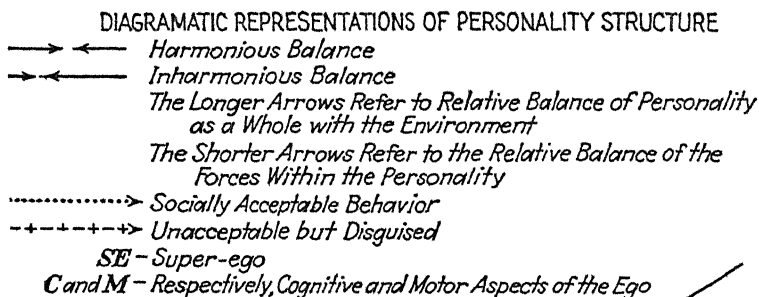 DIAGRAMATIC REPRESENTATIONS OF PERSONALITY STRUCTURE
Harmonious Balance
Inharmonious Balance
The Longer Arrows Refer to Relative Balance of Personality
as a Whole with the Environment
The Shorter Arrows Refer to the Relative Balance of the
Forces Within the Personality
Socially Acceptable Behavior
Unacceptable but Disguised
SE – Super-ego
C and M – Respectively, Cognitive and Motor Aspects of the Ego